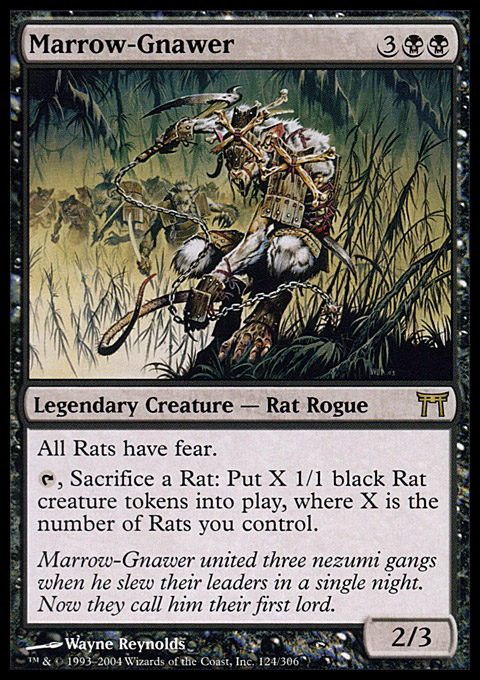 Marrow-Gnawer 3
All Rats have fear.
Legendary Creature — Rat Rogue
, Sacrifice a Rat: Put X 1/1 black Rat
creature tokens into play, where X is the
number of Rats you control.
Marrow-Gnawer united three nezumi gangs
when he slew their leaders in a single night.
Now they call him their first lord.
Wayne Reynolds
2/3
™ & © 1993–2004 Wizards of the Coast, Inc. 124/306